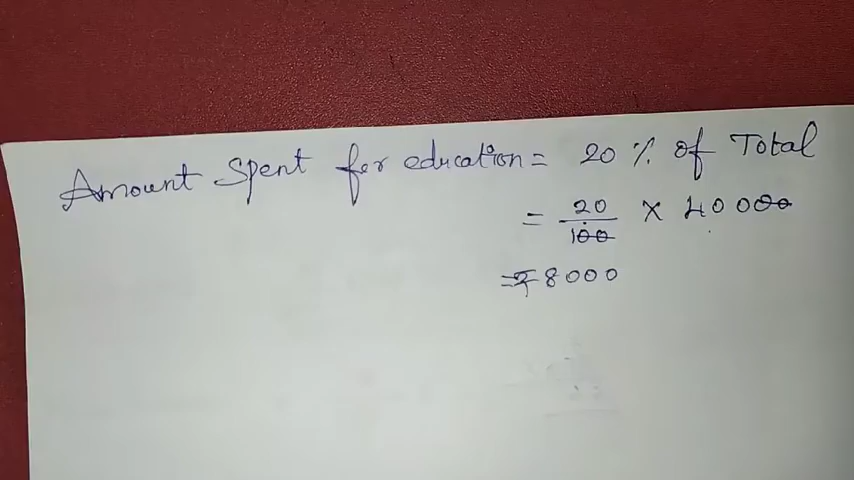 Amount Spent for education = 20 % of Total
= 20/100 × 40000
= ₹ 8000